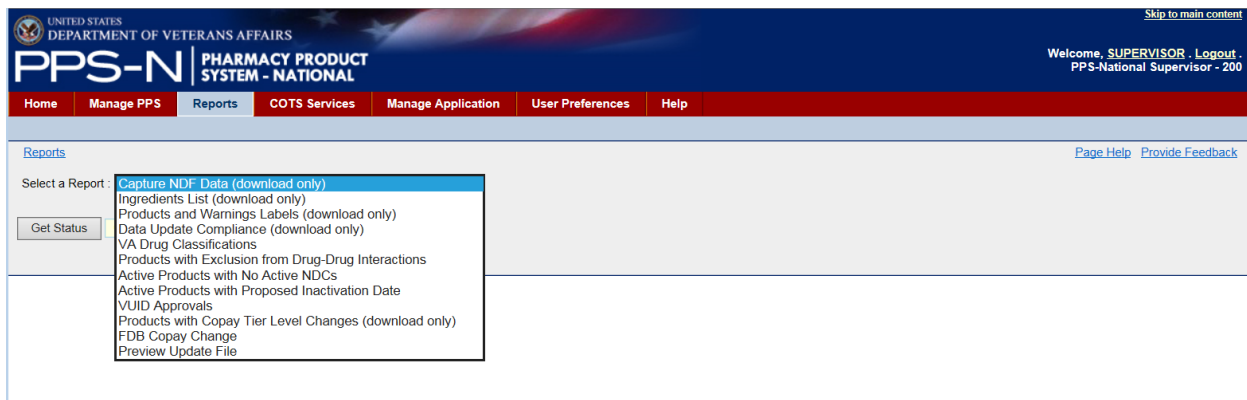 Skip to main content
UNITED STATES
DEPARTMENT OF VETERANS AFFAIRS
PPS-N PHARMACY PRODUCT
SYSTEM - NATIONAL
Welcome, SUPERVISOR . Logout .
PPS-National Supervisor - 200
Home Manage PPS Reports COTS Services Manage Application User Preferences Help
Reports Page Help Provide Feedback
Select a Report : Capture NDF Data (download only)
Ingredients List (download only)
Products and Warnings Labels (download only)
Get Status Data Update Compliance (download only)
VA Drug Classifications
Products with Exclusion from Drug-Drug Interactions
Active Products with No Active NDCs
Active Products with Proposed Inactivation Date
VUID Approvals
Products with Copay Tier Level Changes (download only)
FDB Copay Change
Preview Update File